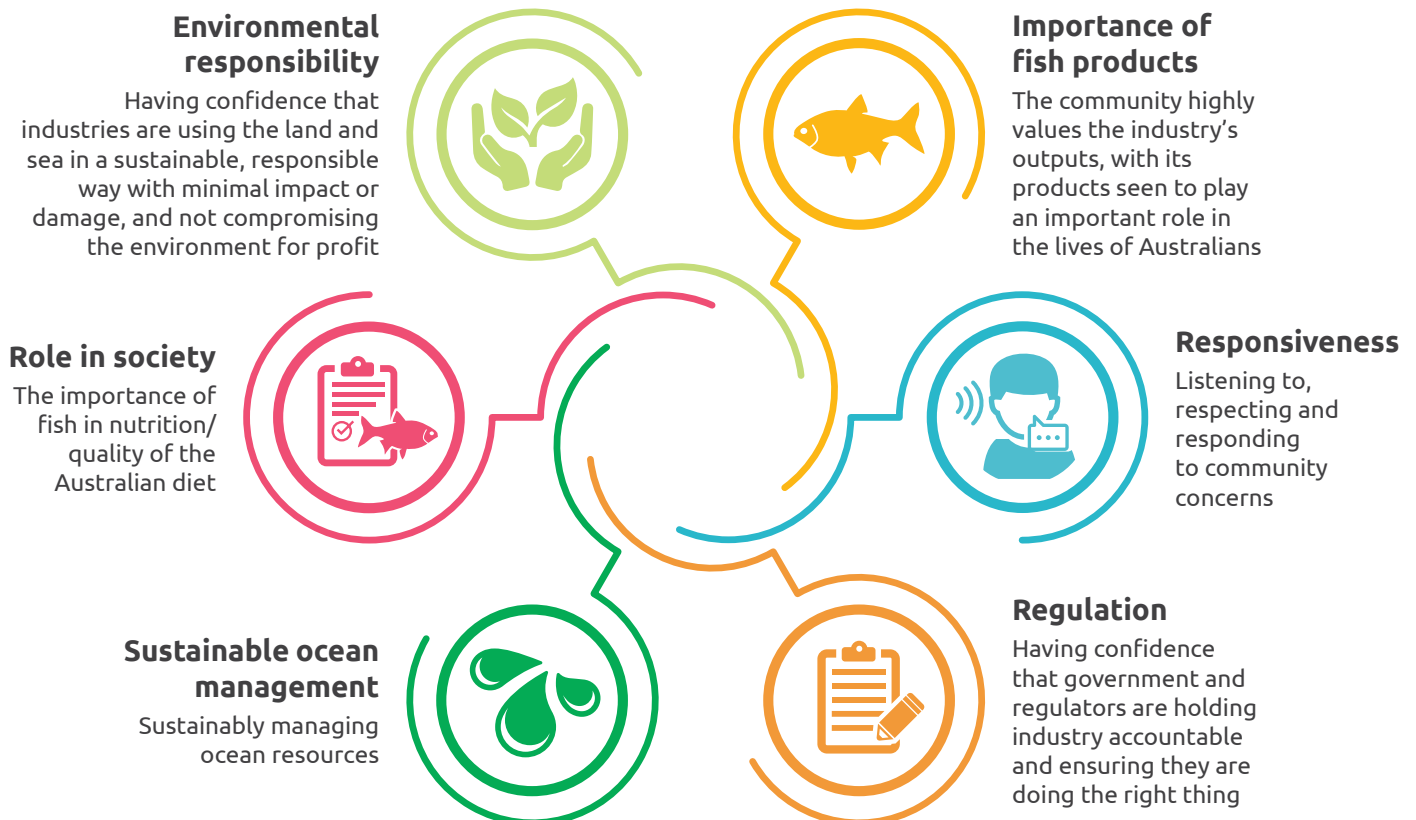 Environmental
responsibility
Having confidence that
industries are using the land and
sea in a sustainable, responsible
way with minimal impact or
damage, and not compromising
the environment for profit
Importance of
fish products
The community highly
values the industry's
outputs, with its
products seen to play
an important role in
the lives of Australians
Role in society
The importance of
fish in nutrition/
quality of the
Australian diet
Responsiveness
Listening to,
respecting and
responding
to community
concerns
Sustainable ocean
management
Sustainably managing
ocean resources
Regulation
Having confidence
that government and
regulators are holding
industry accountable
and ensuring they are
doing the right thing